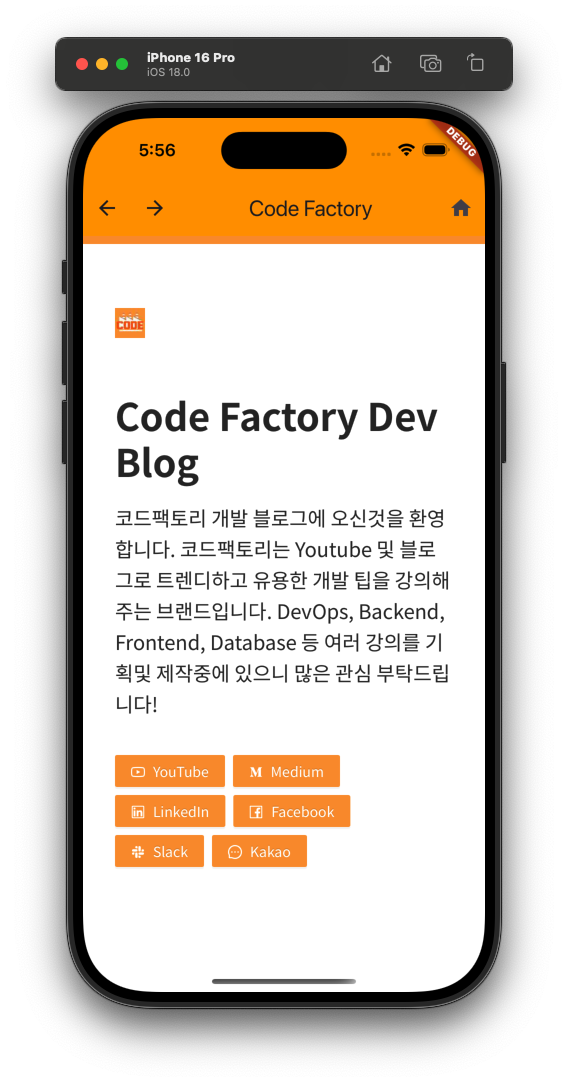 iPhone 16 Pro
iOS 18.0
5:56
DEBUG
Code Factory
CODE
Code Factory Dev
Blog
코드팩토리 개발 블로그에 오신것을 환영
합니다. 코드팩토리는 Youtube 및 블로
그로 트렌디하고 유용한 개발 팁을 강의해
주는 브랜드입니다. DevOps, Backend,
Frontend, Database 등 여러 강의를 기
획및 제작중에 있으니 많은 관심 부탁드립
니다!
YouTube
M Medium
LinkedIn
Facebook
Slack
Kakao